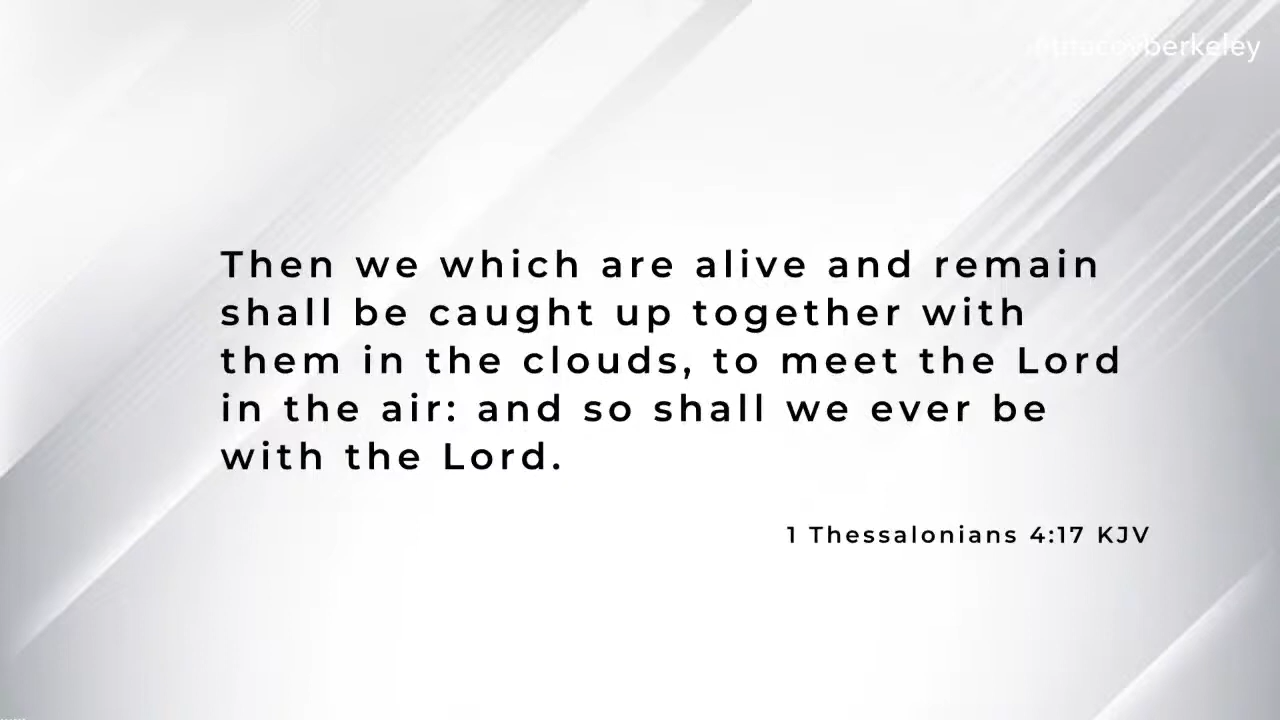 Then we which are alive and remain
shall be caught up together with
them in the clouds, to meet the Lord
in the air: and so shall we ever be
with the Lord.
1 Thessalonians 4:17 KJV